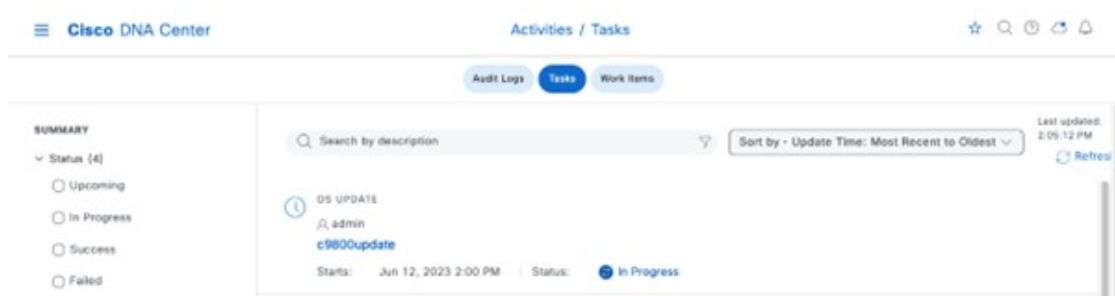 Cisco DNA Center
Activities / Tasks
Audit Logs
Tasks
Work Items
SUMMARY
Status (4)
Upcoming
In Progress
Success
Failed
Search by description
Sort by - Update Time: Most Recent to Oldest
Last updated:
2:05:12 PM
Refres
OS UPDATE
admin
c9800update
Starts: Jun 12, 2023 2:00 PM Status: In Progress